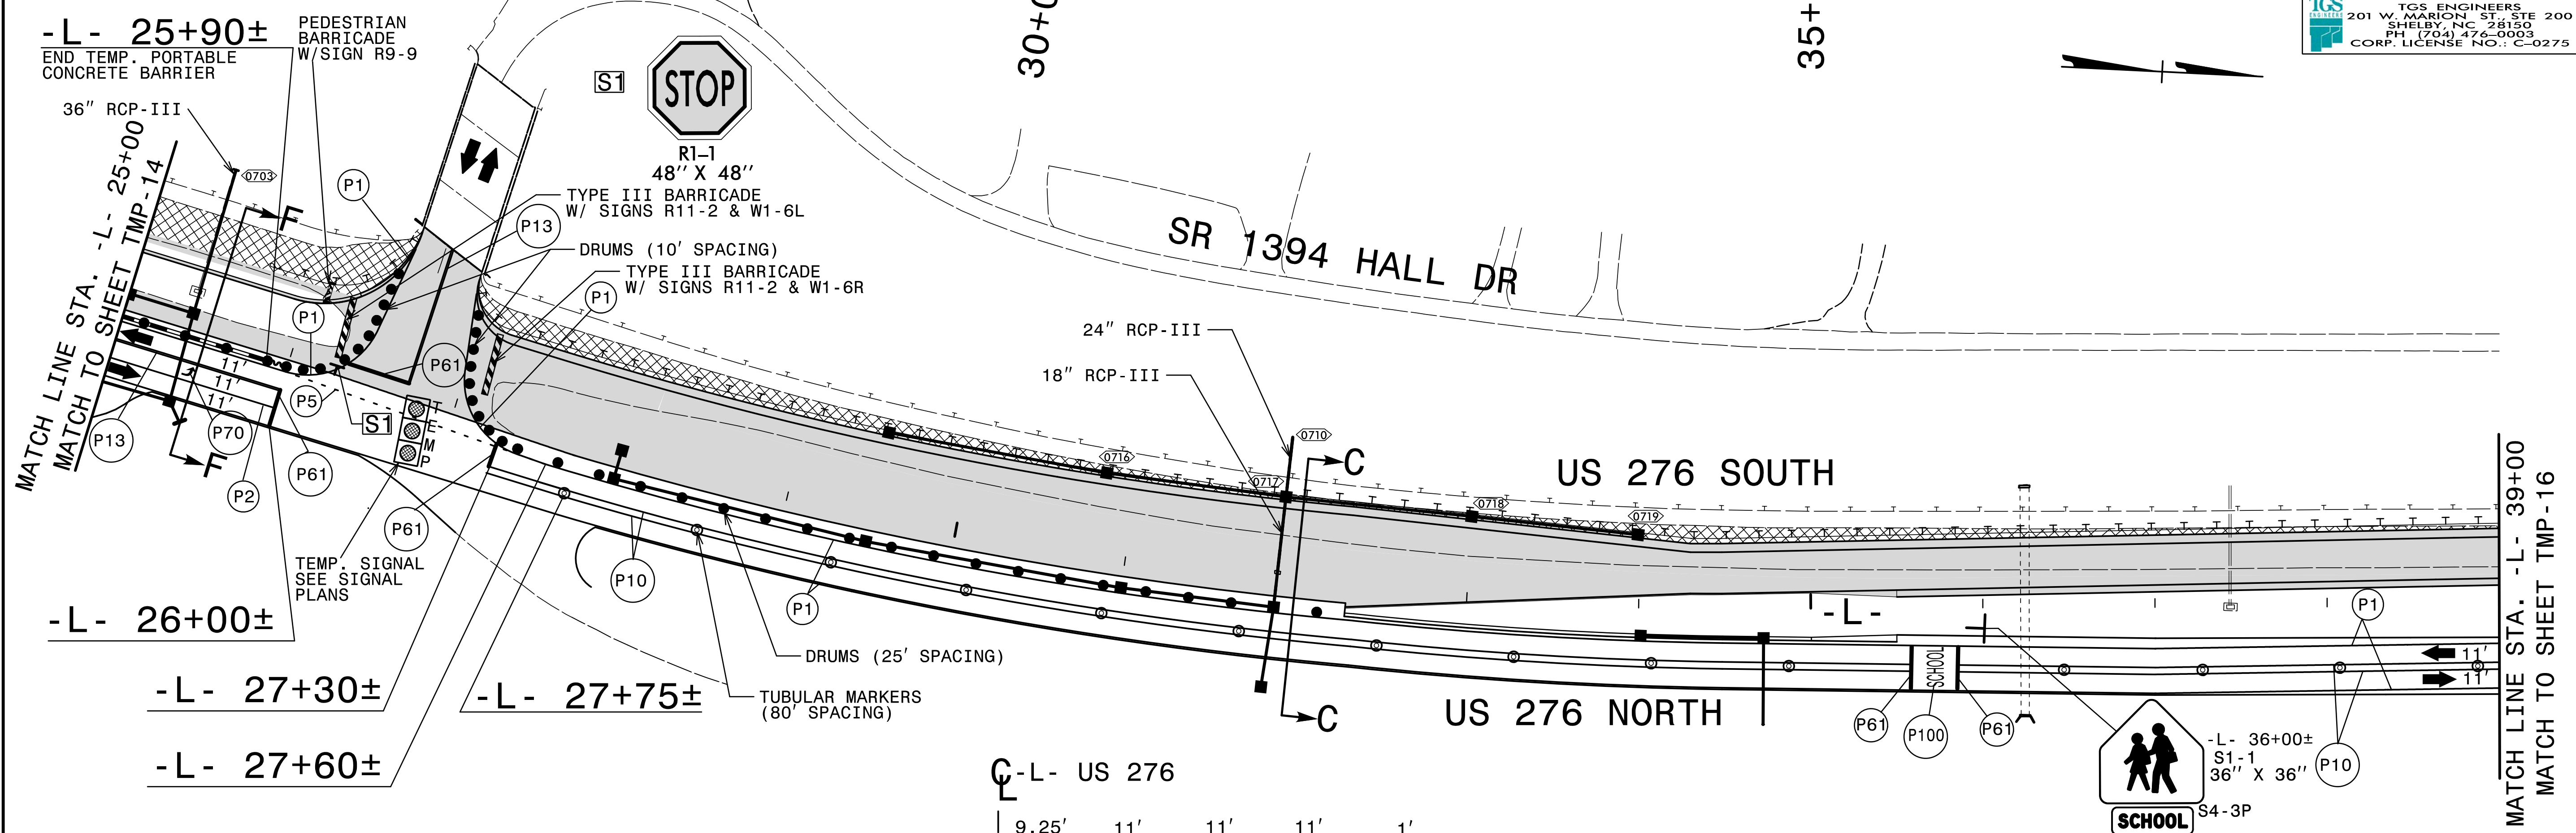 -L- 25+90±
END TEMP. PORTABLE
CONCRETE BARRIER
PEDESTRIAN
BARRICADE
W/SIGN R9-9
36" RCP-III
0703
P1
F
MATCH LINE STA. -L- 25+00
MATCH TO SHEET TMP-14
S1
STOP
R1-1
48" X 48"
TYPE III BARRICADE
W/ SIGNS R11-2 & W1-6L
P13
DRUMS (10' SPACING)
TYPE III BARRICADE
W/ SIGNS R11-2 & W1-6R
P1
P1
P61
11'
11'
11'
P5
S1
TEMP
P13
P70
F
P2
P61
P61
TEMP. SIGNAL
SEE SIGNAL
PLANS
-L- 26+00±
-L- 27+30±
-L- 27+60±
-L- 27+75±
30+0
35+
SR 1394 HALL DR
24" RCP-III
18" RCP-III
0710
C
0716
0717
0718
0719
US 276 SOUTH
P10
P1
DRUMS (25' SPACING)
TUBULAR MARKERS
(80' SPACING)
C
US 276 NORTH
-L-
SCHOOL
P61
P100
P61
P1
11'
11'
P10
-L- 36+00±
S1-1
36" X 36"
S4-3P
SCHOOL
MATCH LINE STA. -L- 39+00
MATCH TO SHEET TMP-16
TGS
ENGINEERS
TGS ENGINEERS
201 W. MARION ST., STE 200
SHELBY, NC 28150
PH (704) 476-0003
CORP. LICENSE NO.: C-0275
CL -L- US 276
9.25' 11' 11' 11' 1'